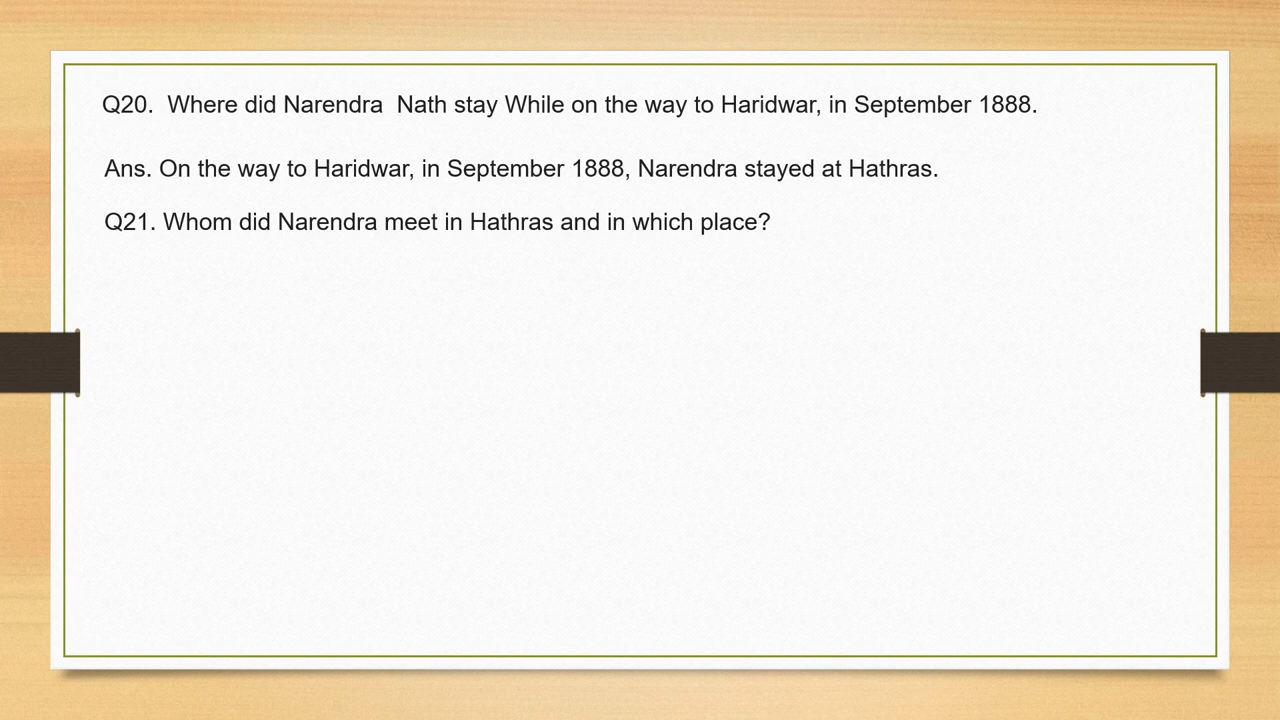 Q20.  Where did Narendra  Nath stay While on the way to Haridwar, in September 1888.
Ans. On the way to Haridwar, in September 1888, Narendra stayed at Hathras.
Q21. Whom did Narendra meet in Hathras and in which place?